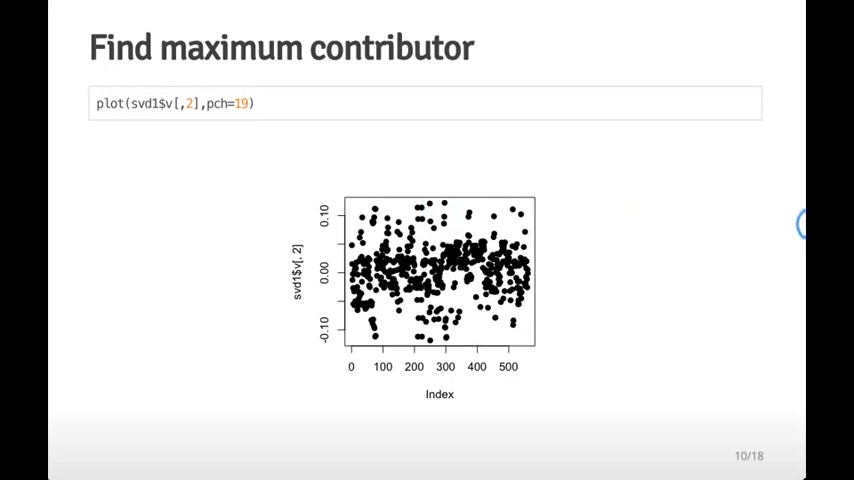 Find maximum contributor
plot(svd1$v[,2],pch=19)
svd1$v[, 2]
0.10
0.00
-0.10
0 100 200 300 400 500
Index
10/18